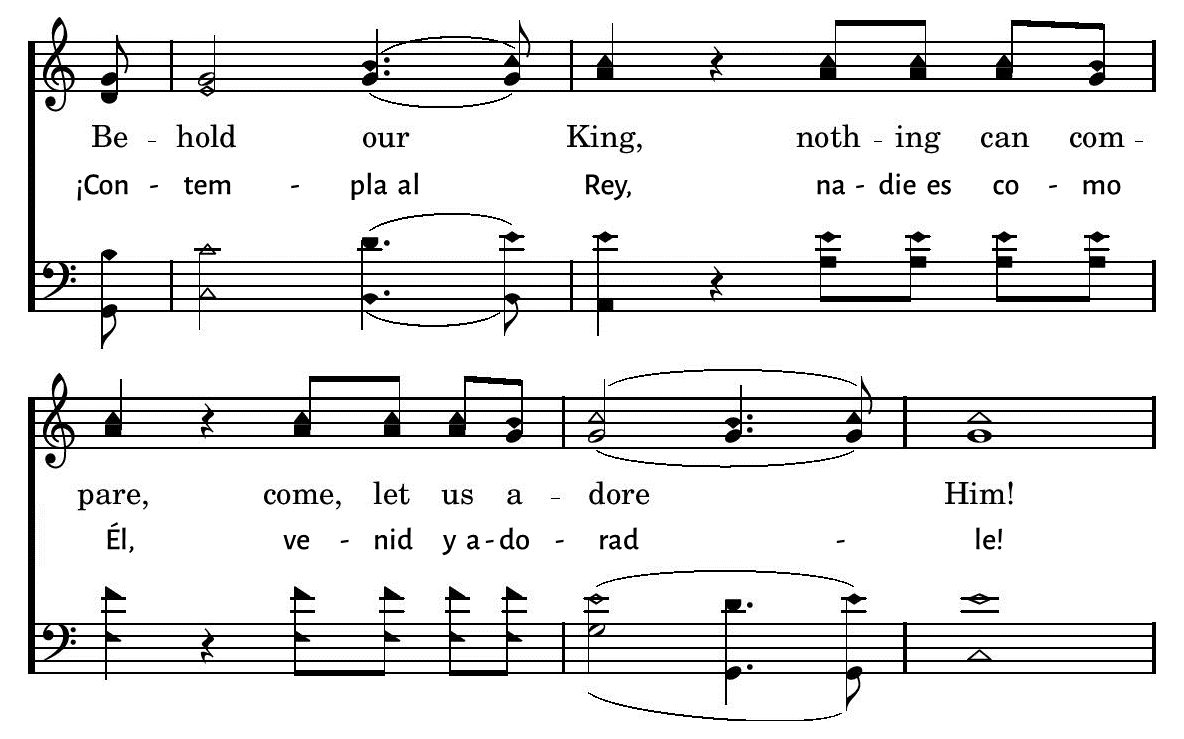 Be - hold our King, noth - ing can com -
¡Con - tem - pla al Rey, na - die es co - mo
pare, come, let us a - dore Him!
Él, ve - nid y a - do - rad - le!